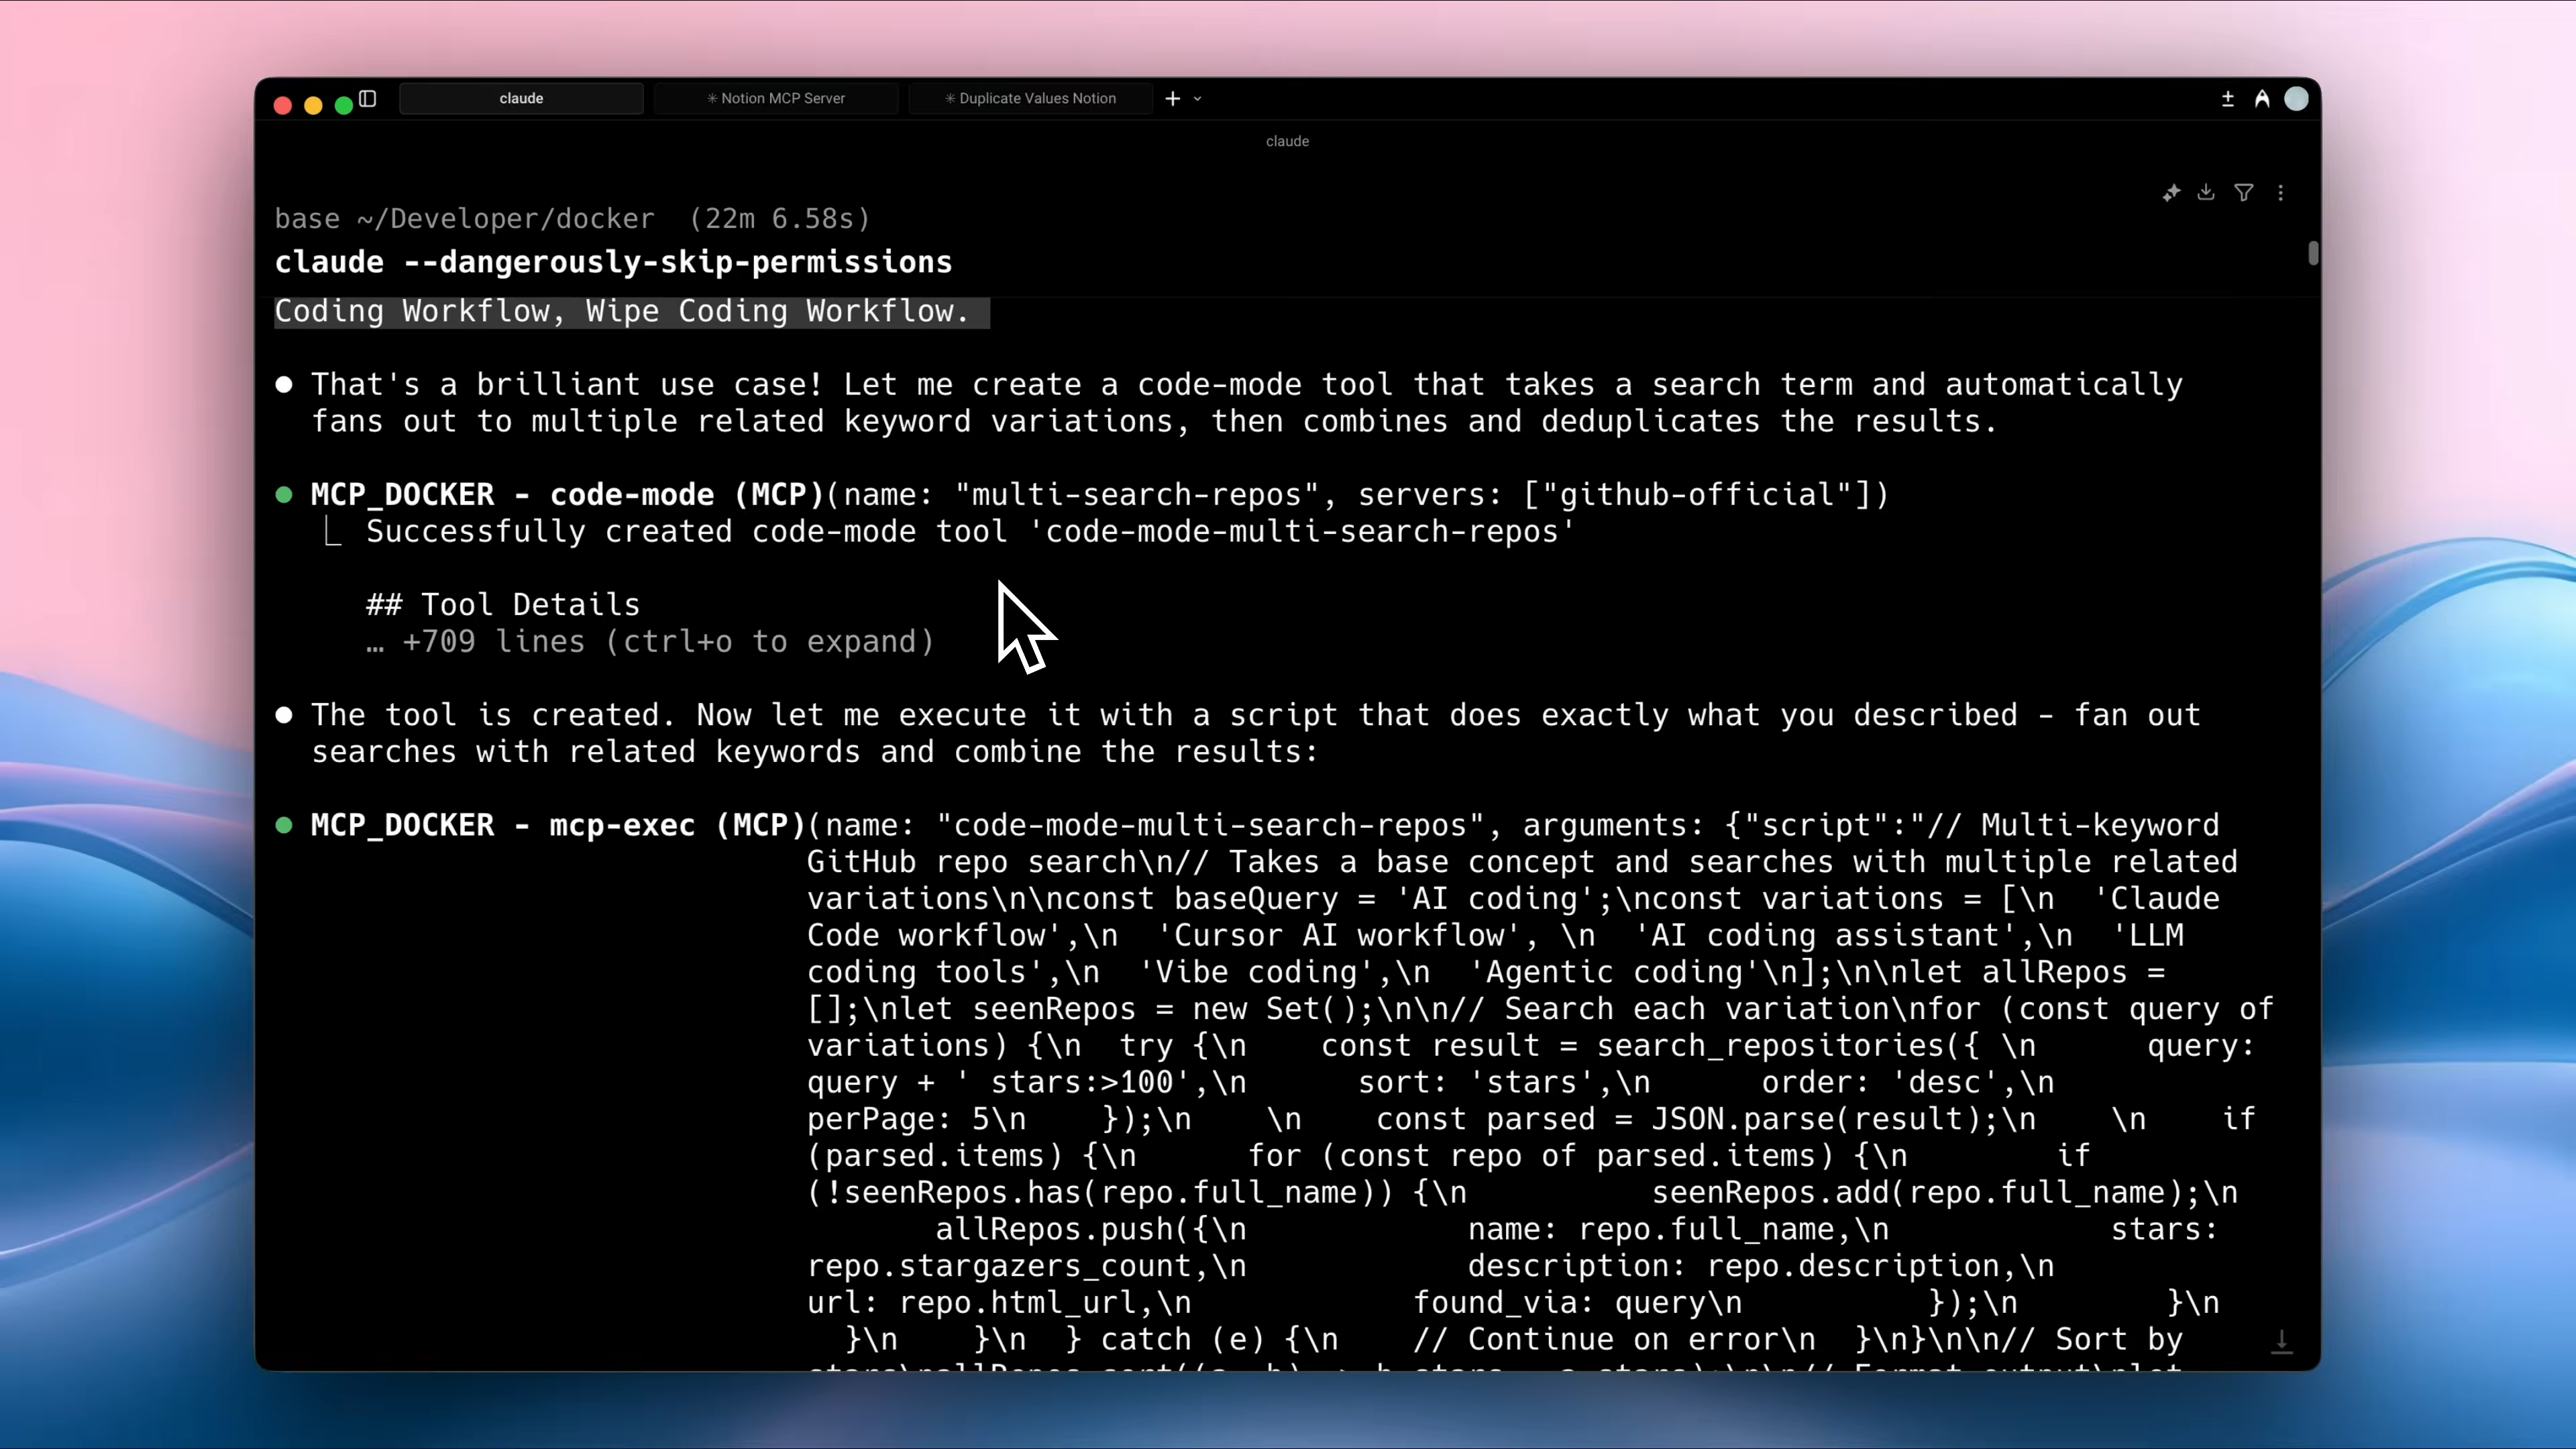 claude
✳ Notion MCP Server
✳ Duplicate Values Notion
claude
base ~/Developer/docker (22m 6.58s)
claude --dangerously-skip-permissions
Coding Workflow, Wipe Coding Workflow.
● That's a brilliant use case! Let me create a code-mode tool that takes a search term and automatically
fans out to multiple related keyword variations, then combines and deduplicates the results.
● MCP_DOCKER - code-mode (MCP)(name: "multi-search-repos", servers: ["github-official"])
⎿ Successfully created code-mode tool 'code-mode-multi-search-repos'
## Tool Details
… +709 lines (ctrl+o to expand)
● The tool is created. Now let me execute it with a script that does exactly what you described - fan out
searches with related keywords and combine the results:
● MCP_DOCKER - mcp-exec (MCP)(name: "code-mode-multi-search-repos", arguments: {"script":"// Multi-keyword
GitHub repo search\n// Takes a base concept and searches with multiple related
variations\n\nconst baseQuery = 'AI coding';\nconst variations = [\n  'Claude
Code workflow',\n  'Cursor AI workflow', \n  'AI coding assistant',\n  'LLM
coding tools',\n  'Vibe coding',\n  'Agentic coding'\n];\n\nlet allRepos =
[];\nlet seenRepos = new Set();\n\n// Search each variation\nfor (const query of
variations) {\n  try {\n    const result = search_repositories({ \n      query:
query + ' stars:>100',\n      sort: 'stars',\n      order: 'desc',\n
perPage: 5\n    });\n    \n    const parsed = JSON.parse(result);\n    \n    if
(parsed.items) {\n      for (const repo of parsed.items) {\n        if
(!seenRepos.has(repo.full_name)) {\n          seenRepos.add(repo.full_name);\n
allRepos.push({\n            name: repo.full_name,\n            stars:
repo.stargazers_count,\n            description: repo.description,\n
url: repo.html_url,\n            found_via: query\n          });\n        }\n
}\n    }\n  } catch (e) {\n    // Continue on error\n  }\n}\n\n// Sort by